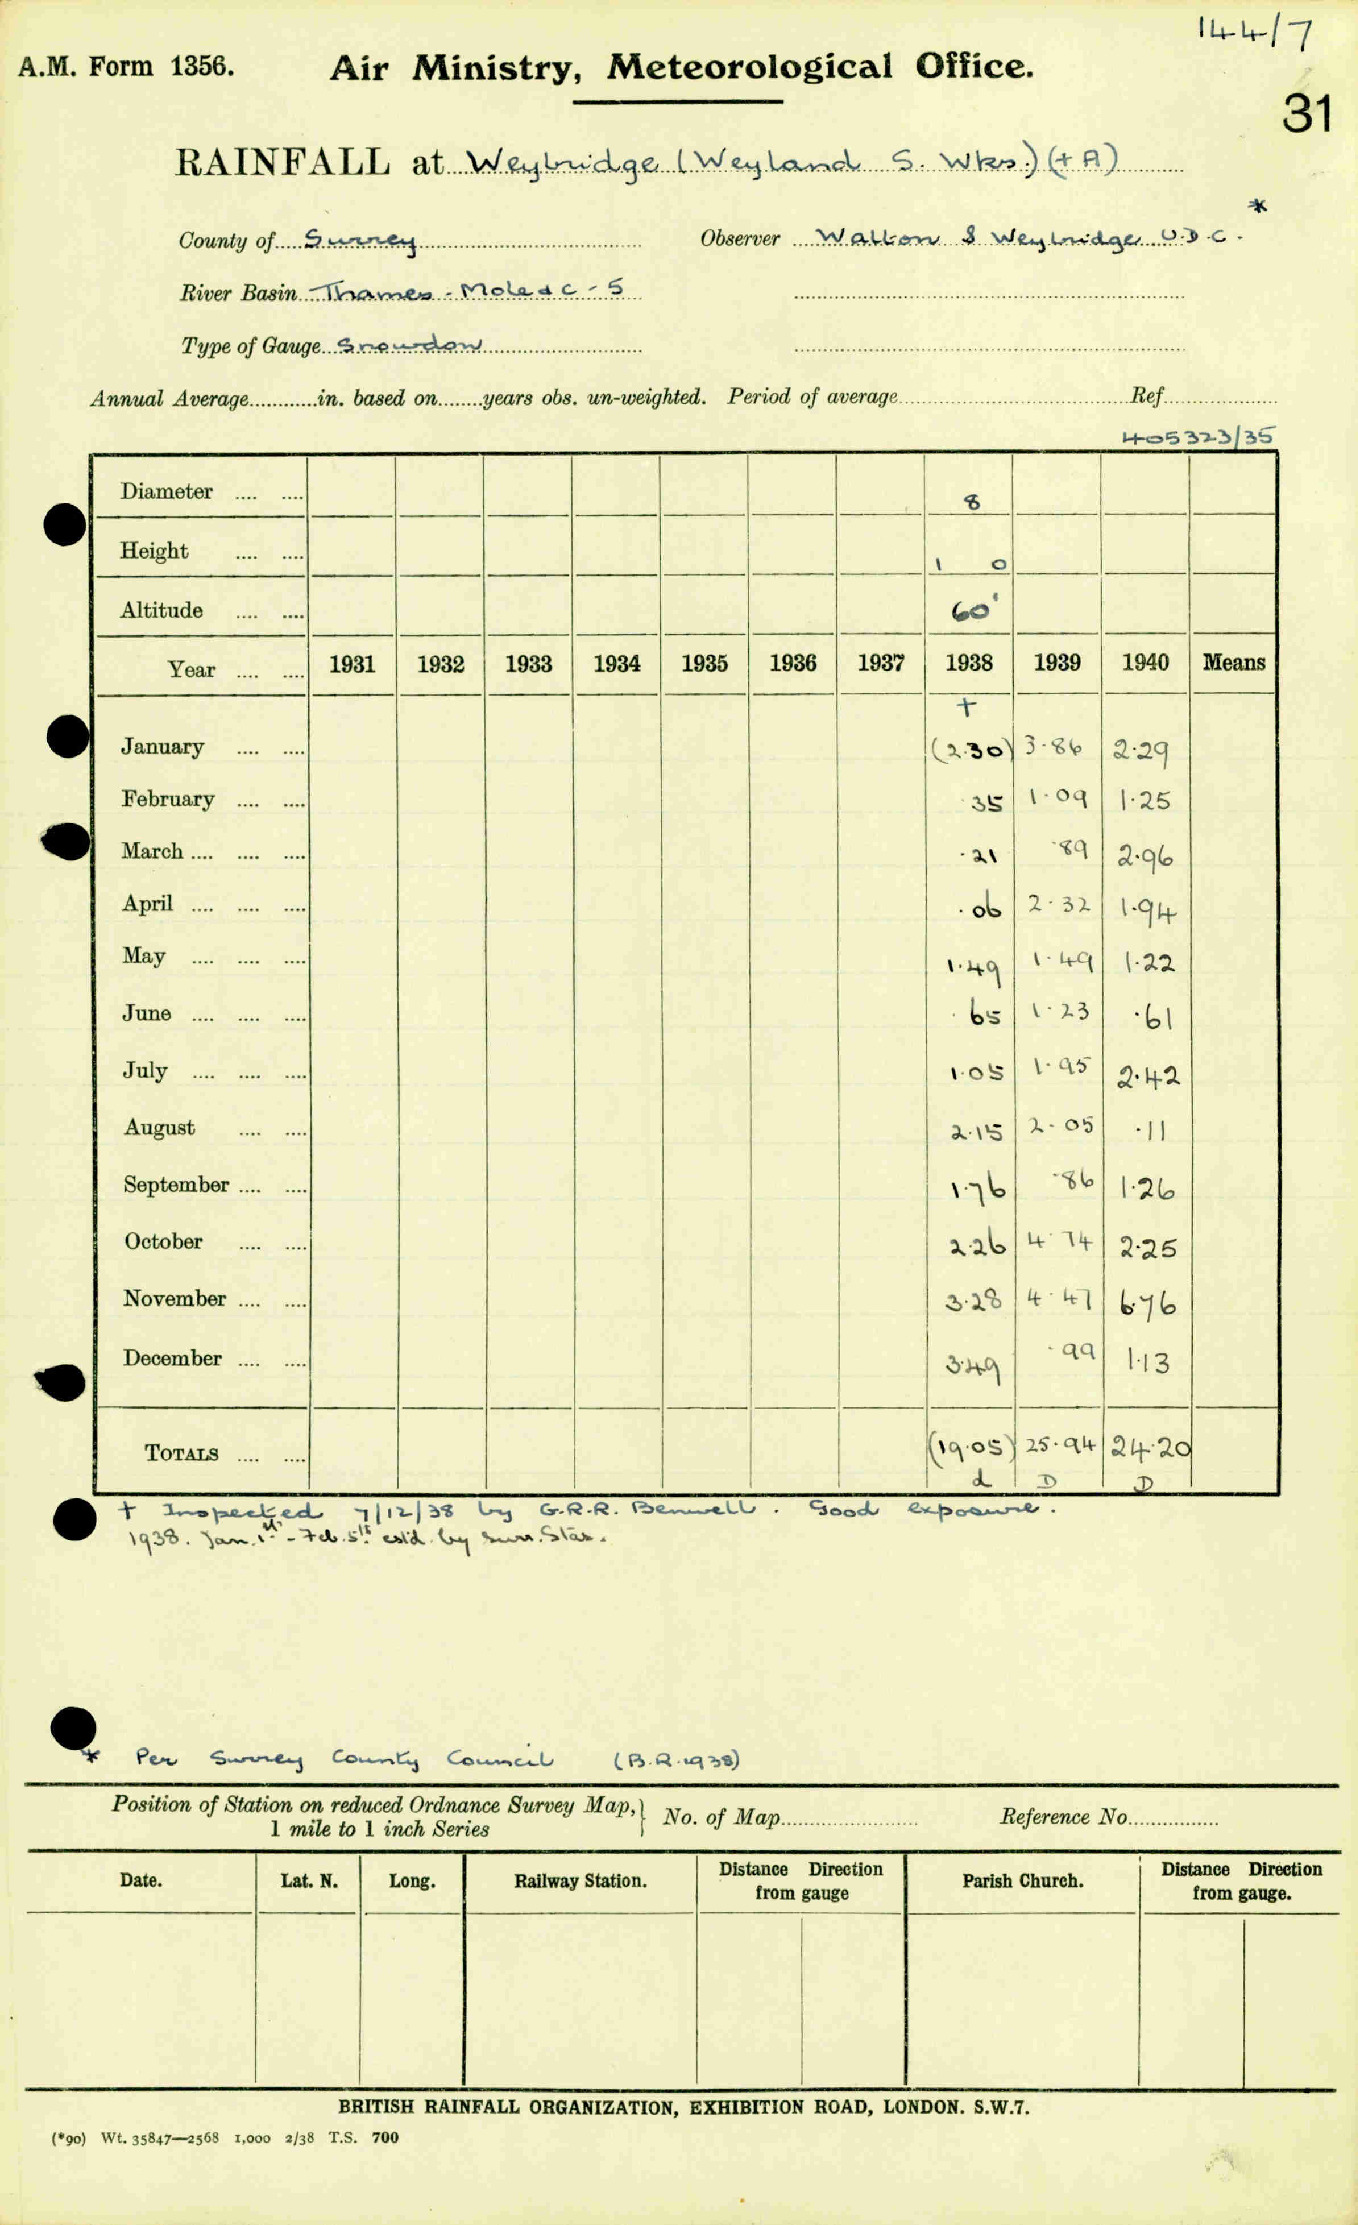 144/7
A.M. Form 1356. Air Ministry, Meteorological Office.
31
RAINFALL at Weybridge (Weyland S. Wks.) (+ A)
*
County of Surrey Observer Walton & Weybridge U.D.C.
River Basin Thames - Mole &c - S
Type of Gauge Snowdon
Annual Average............in. based on........years obs. un-weighted. Period of average.................... Ref....................
405323/35
Diameter .... .... 8
Height .... .... 1 0
Altitude .... .... 60'
Year .... .... 1931 1932 1933 1934 1935 1936 1937 1938 1939 1940 Means
†
January .... .... (2.30) 3.86 2.29
February .... .... .35 1.09 1.25
March .... .... .... .21 .89 2.96
April .... .... .... .06 2.32 1.94
May .... .... .... 1.49 1.49 1.22
June .... .... .... .65 1.23 .61
July .... .... .... 1.05 1.95 2.42
August .... .... 2.15 2.05 .11
September .... .... 1.76 .86 1.26
October .... .... 2.26 4.74 2.25
November .... .... 3.28 4.47 6.76
December .... .... 3.49 .99 1.13
TOTALS .... .... (19.05) 25.94 24.20
d D D
† Inspected 7/12/38 by G.R.R. Benwell. Good exposure.
1938. Jan. 1st - Feb. 5th est'd. by surr. Stas.
* Per Surrey County Council (B.R. 1938)
Position of Station on reduced Ordnance Survey Map,} No. of Map........................ Reference No.................
1 mile to 1 inch Series
Date. Lat. N. Long. Railway Station. Distance Direction from gauge Parish Church. Distance Direction from gauge.
BRITISH RAINFALL ORGANIZATION, EXHIBITION ROAD, LONDON. S.W.7.
(*90) Wt. 35847—2568 1,000 2/38 T.S. 700